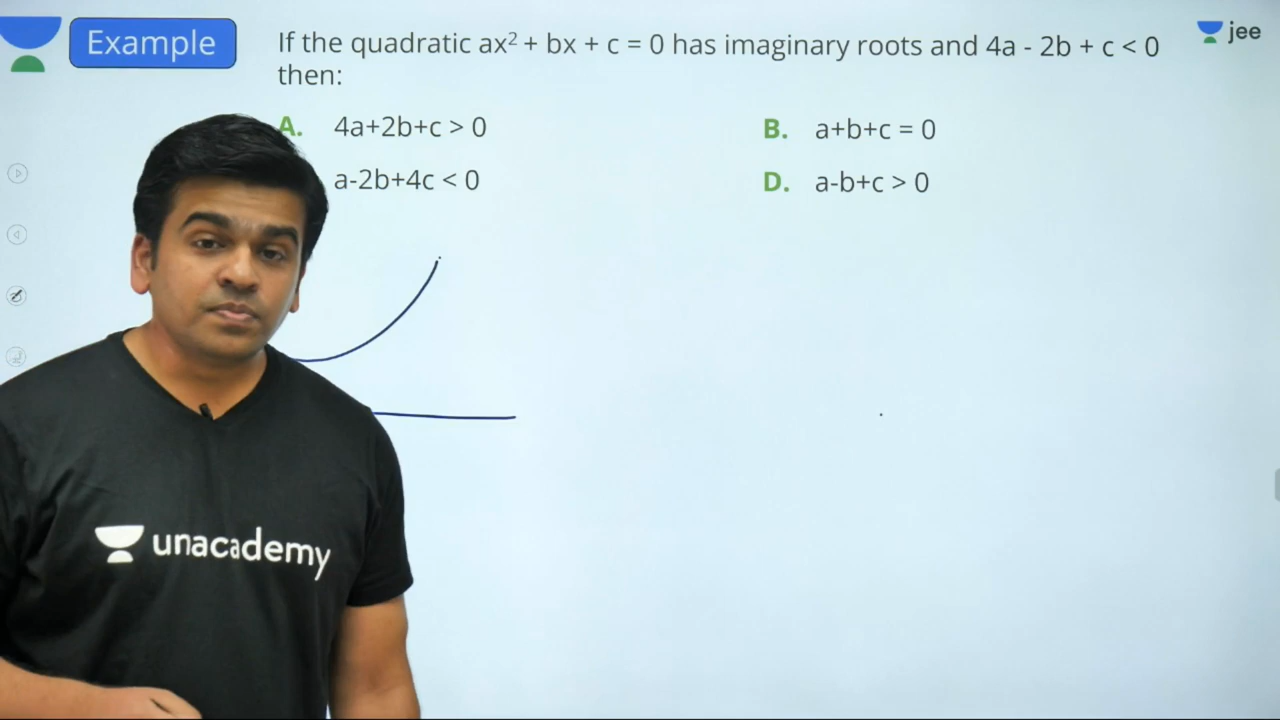 Example
If the quadratic ax² + bx + c = 0 has imaginary roots and 4a - 2b + c < 0
then:
jee
A. 4a+2b+c > 0
B. a+b+c = 0
a-2b+4c < 0
D. a-b+c > 0
unacademy